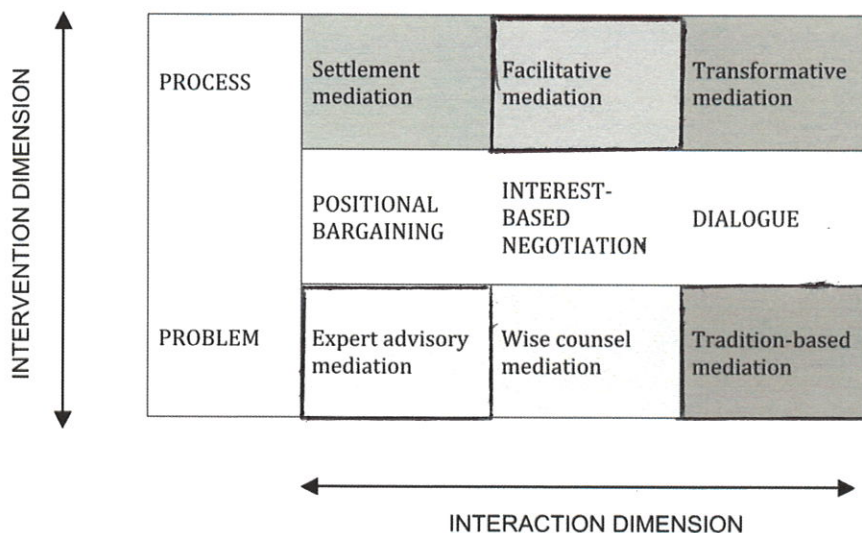 INTERVENTION DIMENSION
PROCESS
Settlement
mediation
Facilitative
mediation
Transformative
mediation
POSITIONAL
BARGAINING
INTEREST-
BASED
NEGOTIATION
DIALOGUE
PROBLEM
Expert advisory
mediation
Wise counsel
mediation
Tradition-based
mediation
INTERACTION DIMENSION